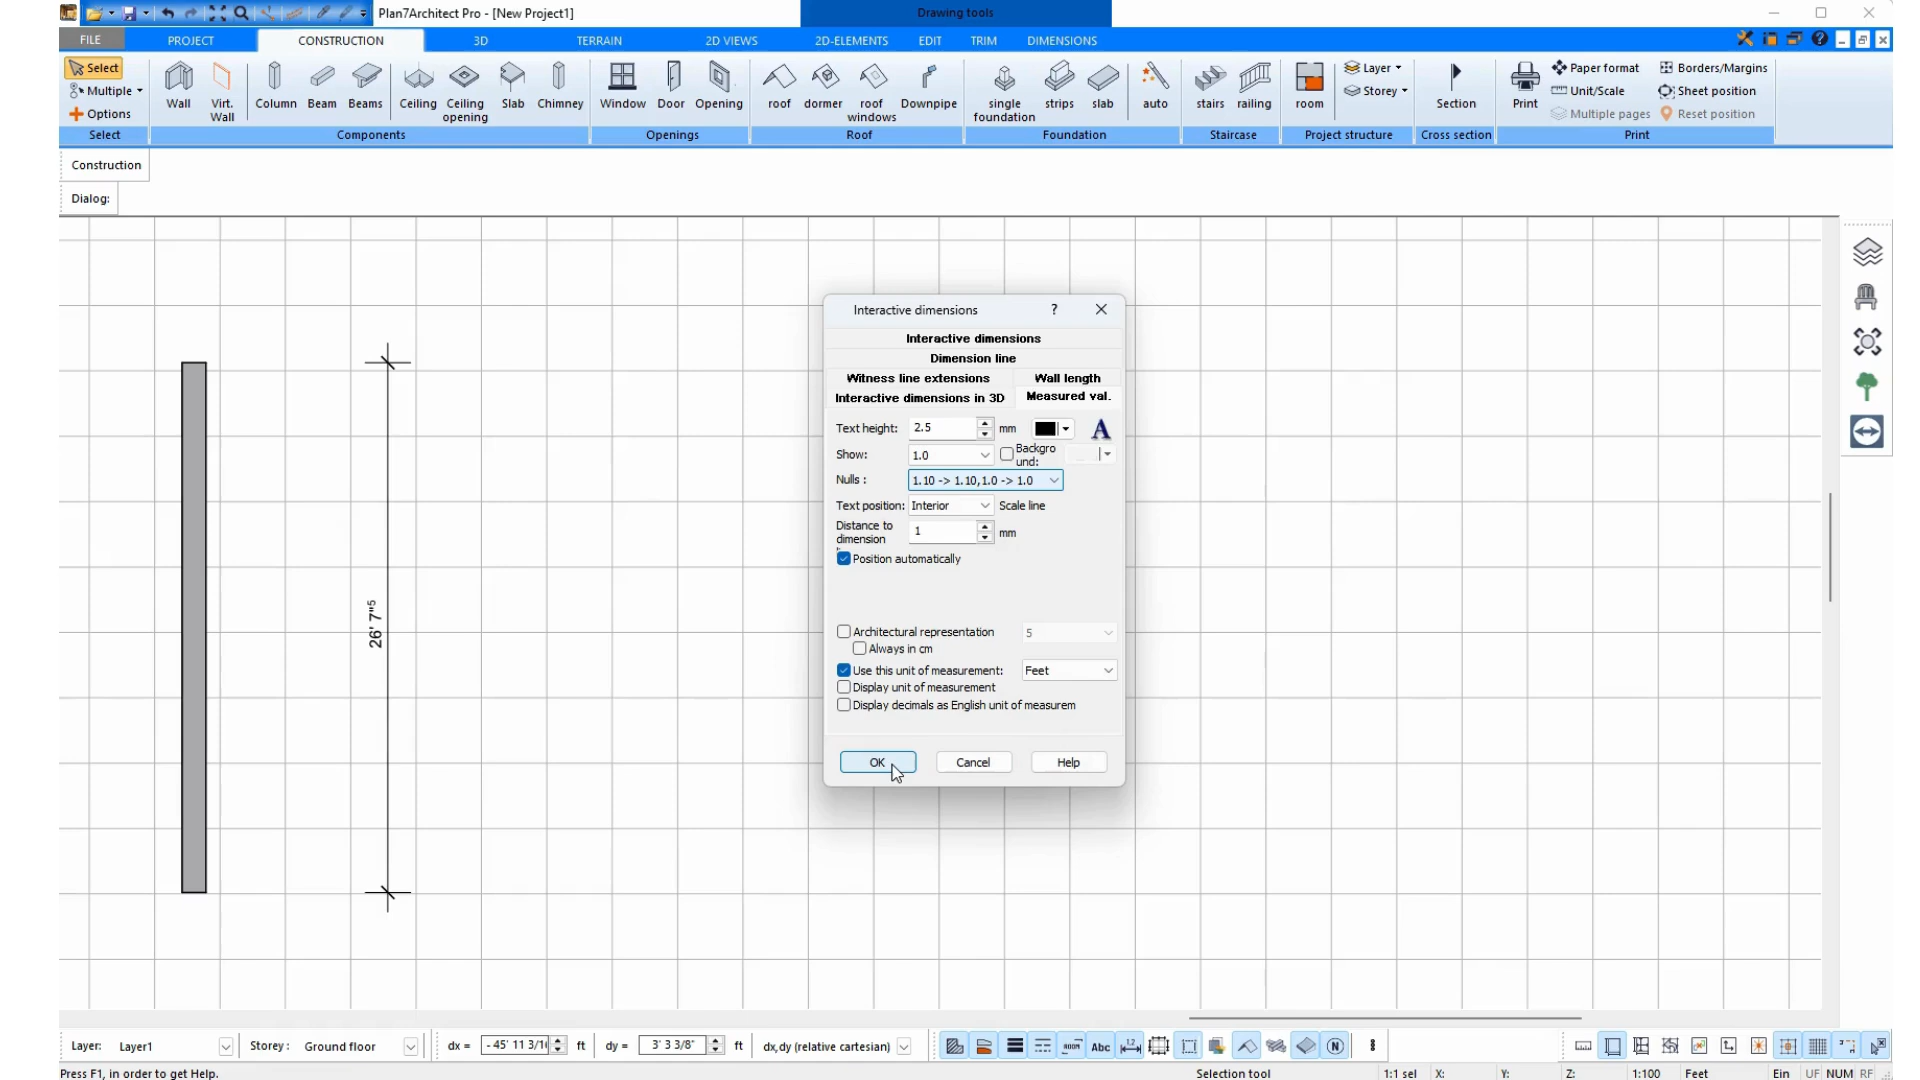 Plan7Architect Pro - [New Project1]
Drawing tools
FILE PROJECT CONSTRUCTION 3D TERRAIN 2D VIEWS 2D-ELEMENTS EDIT TRIM DIMENSIONS
Select
Multiple
Options
Select
Wall
Virt.
Wall
Column
Beam
Beams
Ceiling
Ceiling
opening
Slab
Chimney
Components
Window
Door
Opening
Openings
roof
dormer
roof
windows
Downpipe
Roof
single
foundation
strips
slab
Foundation
auto
stairs
railing
Staircase
room
Layer
Storey
Project structure
Section
Cross section
Print
Paper format
Unit/Scale
Multiple pages
Borders/Margins
Sheet position
Reset position
Print
Construction
Dialog:
26' 7"5
Interactive dimensions ?
Interactive dimensions
Dimension line
Witness line extensions Wall length
Interactive dimensions in 3D Measured val.
Text height: 2.5 mm A
Show: 1.0 Backgro
und:
Nulls : 1.10 -> 1.10,1.0 -> 1.0
Text position: Interior Scale line
Distance to
dimension 1 mm
Position automatically
Architectural representation 5
Always in cm
Use this unit of measurement: Feet
Display unit of measurement
Display decimals as English unit of measurem
OK Cancel Help
Layer: Layer1 Storey : Ground floor dx = - 45' 11 3/1 ft dy = 3' 3 3/8" ft dx,dy (relative cartesian) Abc
Press F1, in order to get Help. Selection tool 1:1 sel X: Y: Z: 1:100 Feet Ein UF NUM RF